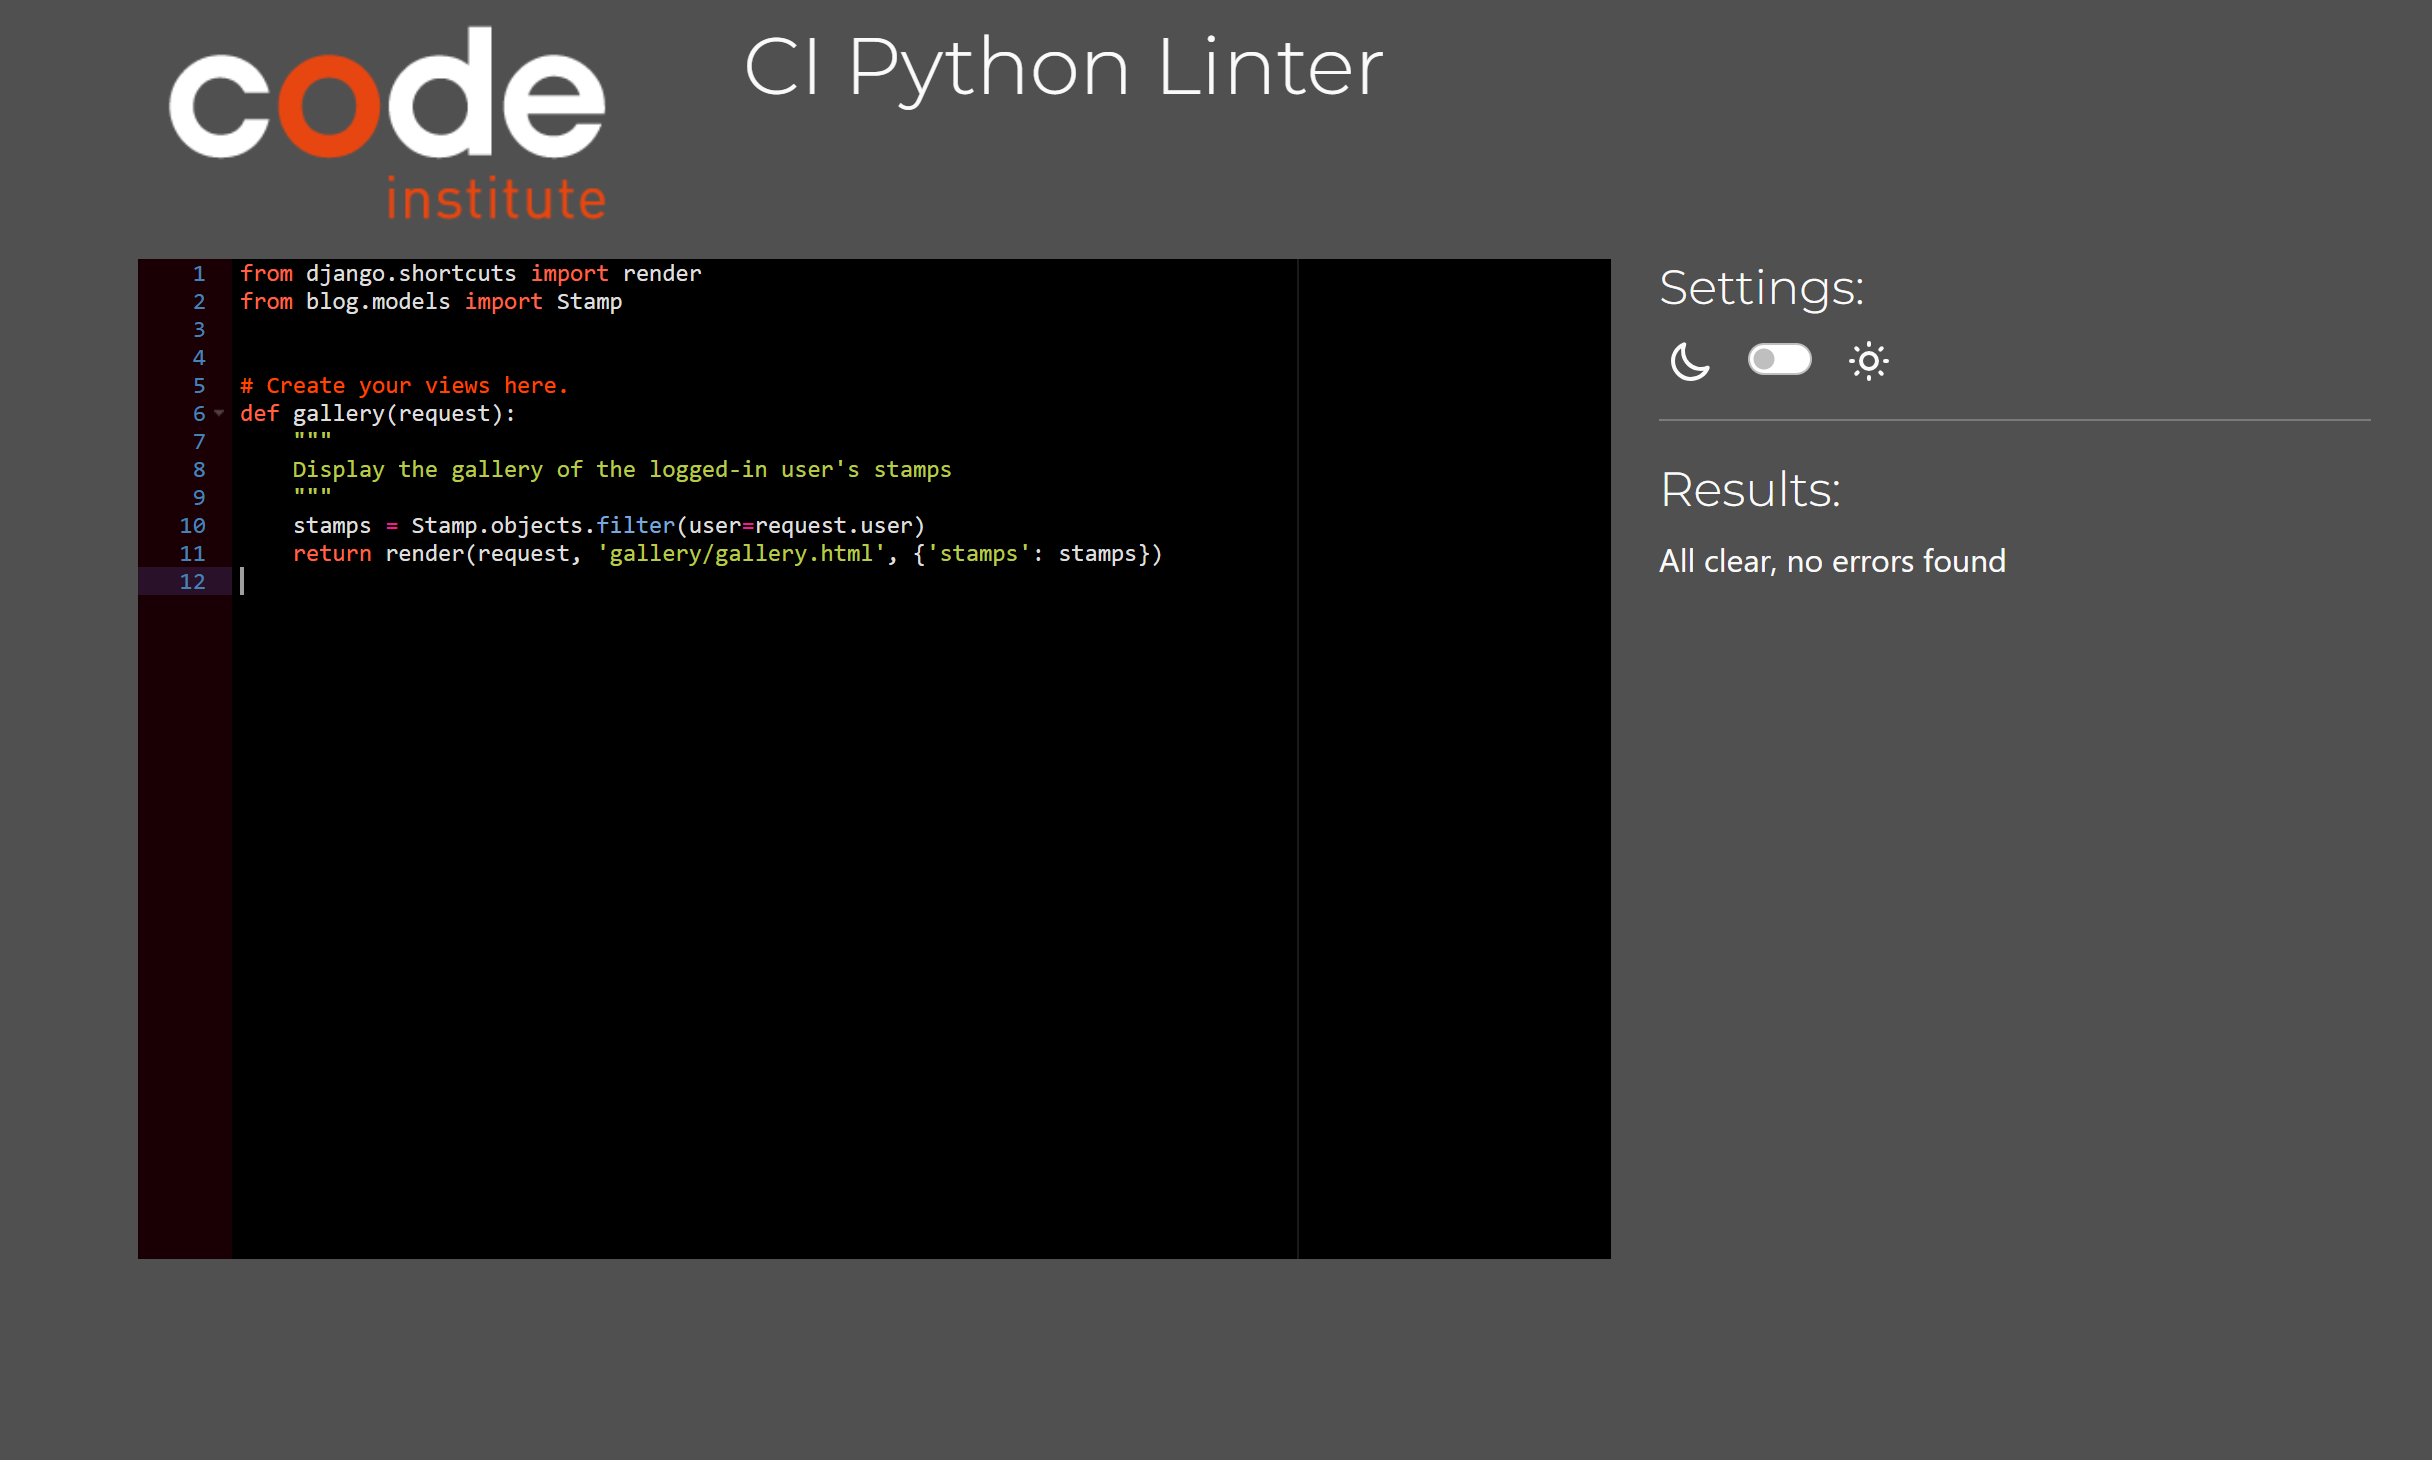 code
institute
CI Python Linter
1 from django.shortcuts import render
2 from blog.models import Stamp
3
4
5 # Create your views here.
6 def gallery(request):
7     """
8     Display the gallery of the logged-in user's stamps
9     """
10     stamps = Stamp.objects.filter(user=request.user)
11     return render(request, 'gallery/gallery.html', {'stamps': stamps})
12
Settings:
Results:
All clear, no errors found